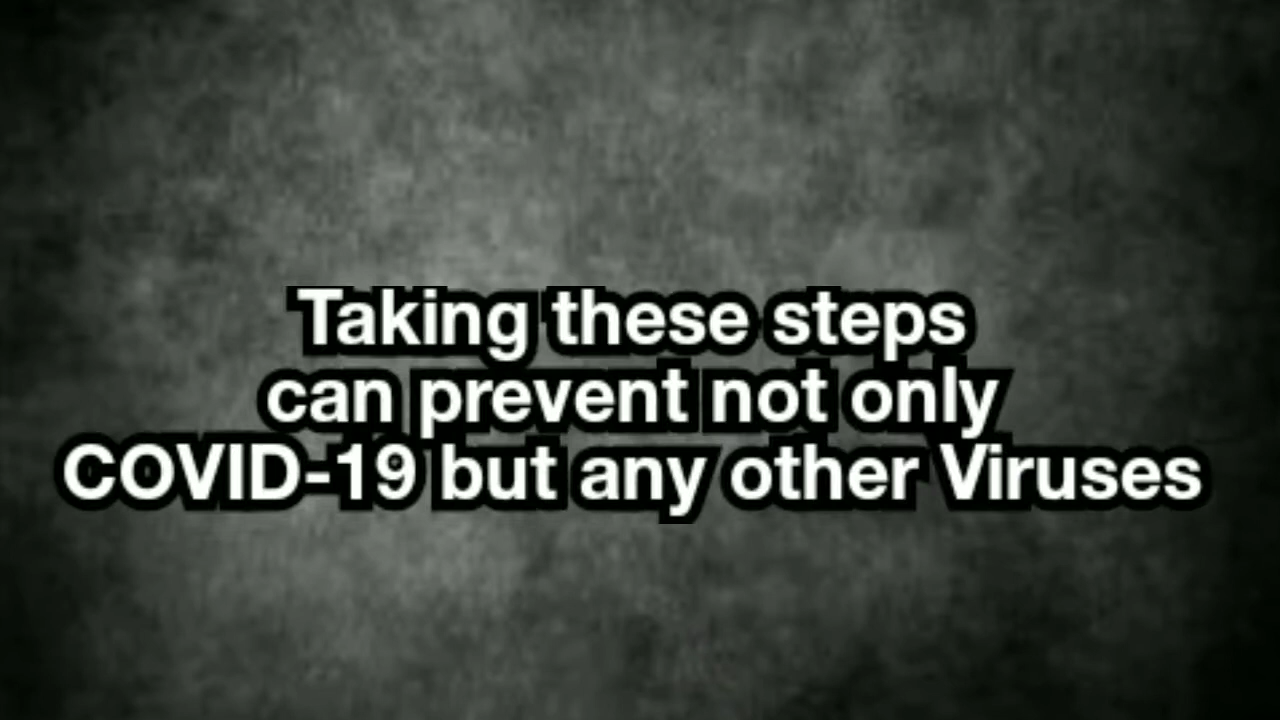 Taking these steps
can prevent not only
COVID-19 but any other Viruses